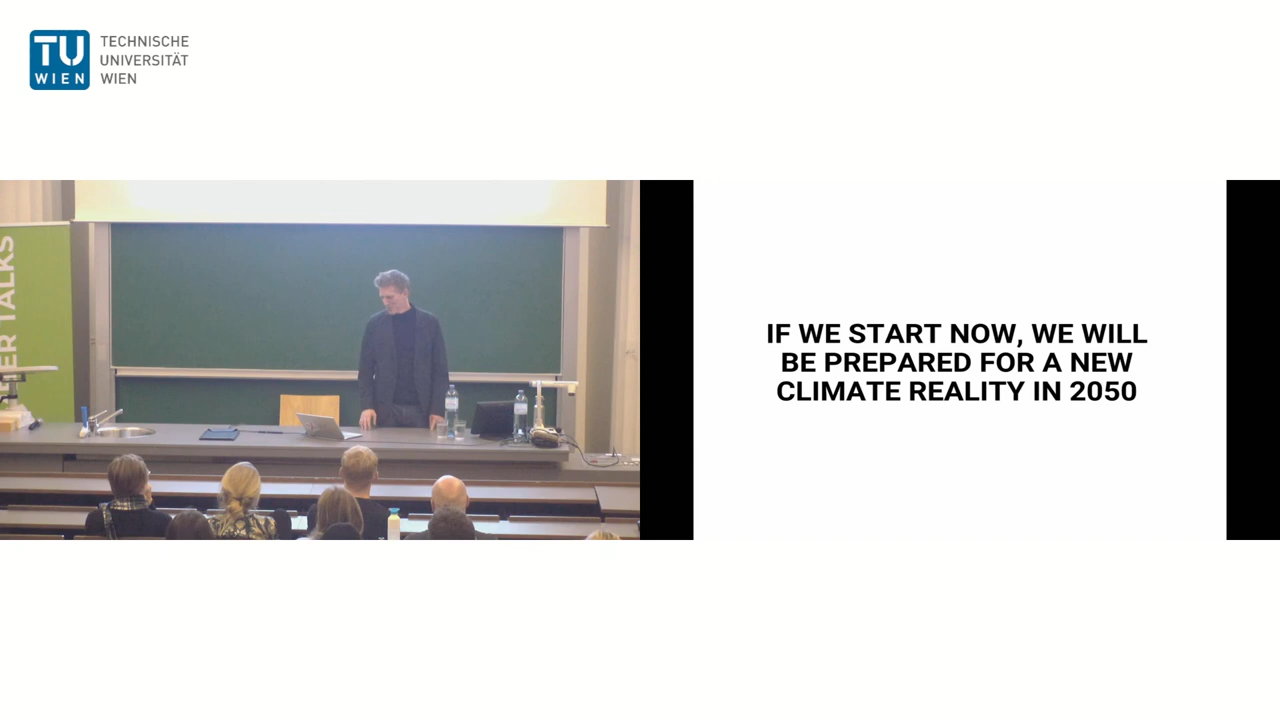 TU
WIEN
TECHNISCHE
UNIVERSITÄT
WIEN
TALKS
IF WE START NOW, WE WILL
BE PREPARED FOR A NEW
CLIMATE REALITY IN 2050